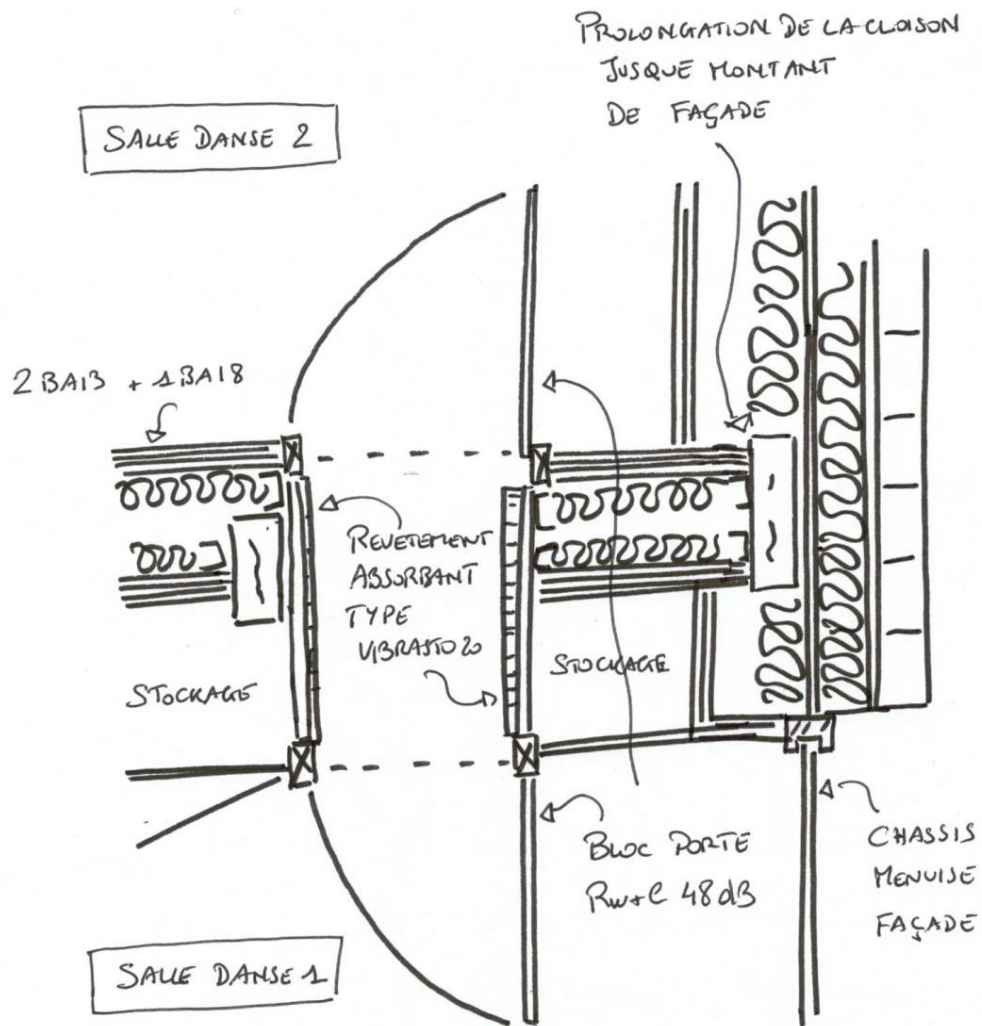 PROLONGATION DE LA CLOISON
JUSQUE MONTANT
DE FAÇADE
SALLE DANSE 2
2 BA13 + 1 BA18
REVETEMENT
ABSORBANT
TYPE
VIBRASTO 20
STOCKAGE
STOCKAGE
BLOC PORTE
Rw+C 48 dB
CHASSIS
MENUISE
FAÇADE
SALLE DANSE 1